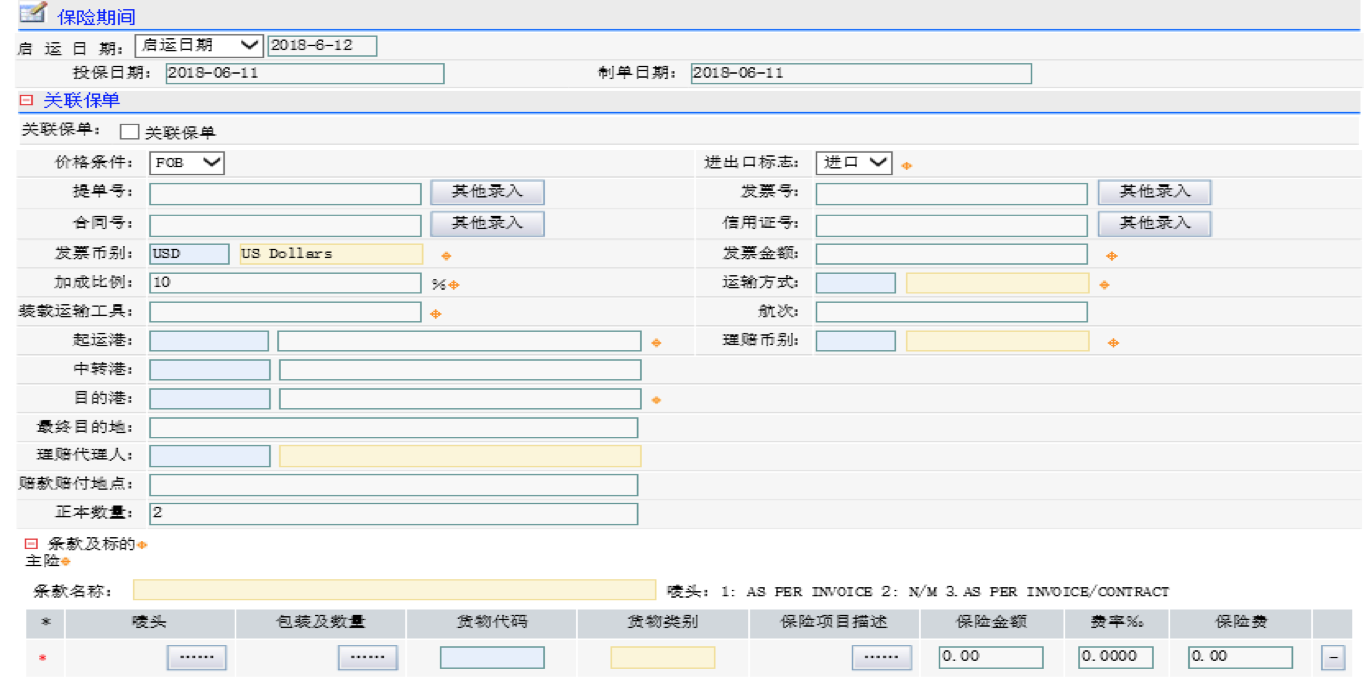 保险期间
启 运 日 期: 启运日期 2018-6-12
投保日期: 2018-06-11 制单日期: 2018-06-11
关联保单
关联保单: 关联保单
价格条件: FOB 进出口标志: 进口
提单号: 其他录入 发票号: 其他录入
合同号: 其他录入 信用证号: 其他录入
发票币别: USD US Dollars 发票金额:
加成比例: 10 % 运输方式:
装载运输工具: 航次:
起运港: 理赔币别:
中转港:
目的港:
最终目的地:
理赔代理人:
赔款赔付地点:
正本数量: 2
条款及标的
主险
条款名称: 唛头: 1: AS PER INVOICE 2: N/M 3.AS PER INVOICE/CONTRACT
* 唛头 包装及数量 货物代码 货物类别 保险项目描述 保险金额 费率‰ 保险费
* ...... ...... ...... 0.00 0.0000 0.00 -